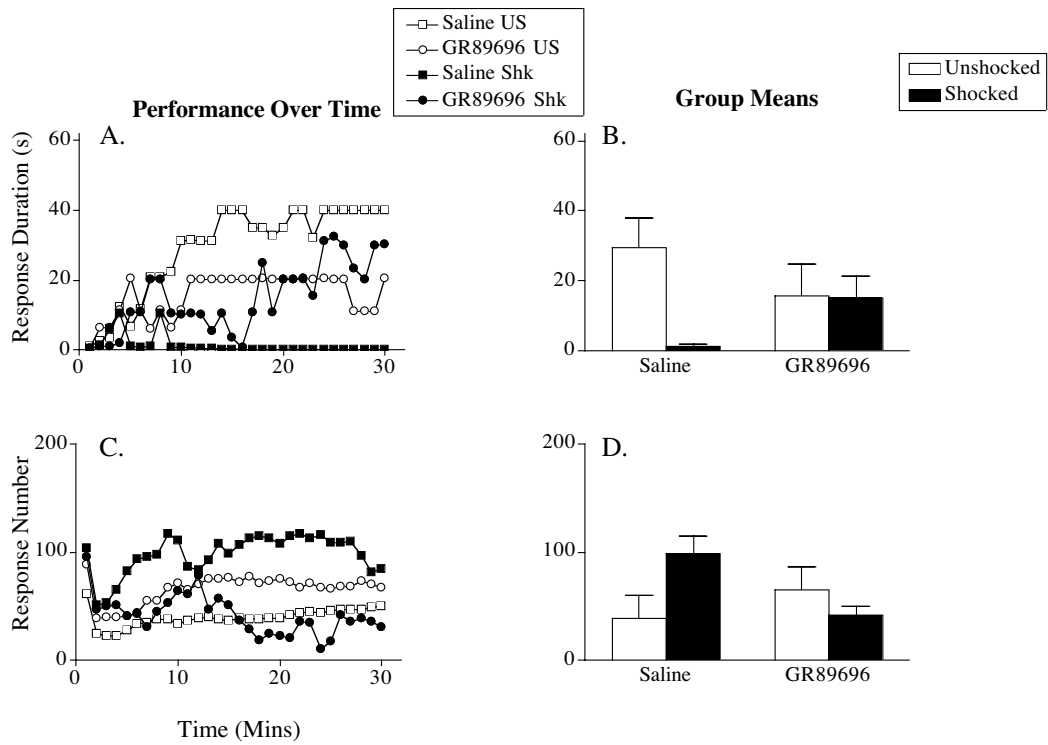 Saline US
GR89696 US
Saline Shk
GR89696 Shk
Unshocked
Shocked
Performance Over Time
Group Means
A.
Response Duration (s)
60
40
20
0
0
10
20
30
B.
60
40
20
0
Saline
GR89696
C.
Response Number
200
100
0
0
10
20
30
Time (Mins)
D.
200
100
0
Saline
GR89696